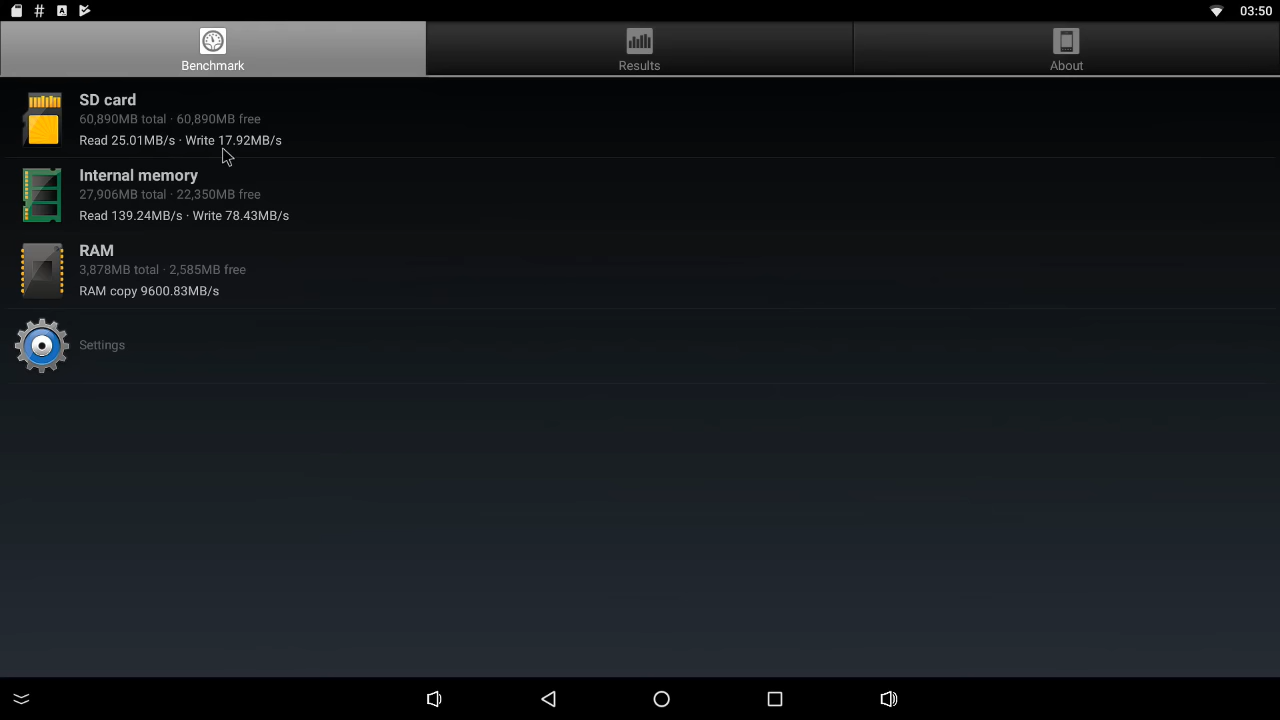 03:50
Benchmark
Results
About
SD card
60,890MB total · 60,890MB free
Read 25.01MB/s · Write 17.92MB/s
Internal memory
27,906MB total · 22,350MB free
Read 139.24MB/s · Write 78.43MB/s
RAM
3,878MB total · 2,585MB free
RAM copy 9600.83MB/s
Settings